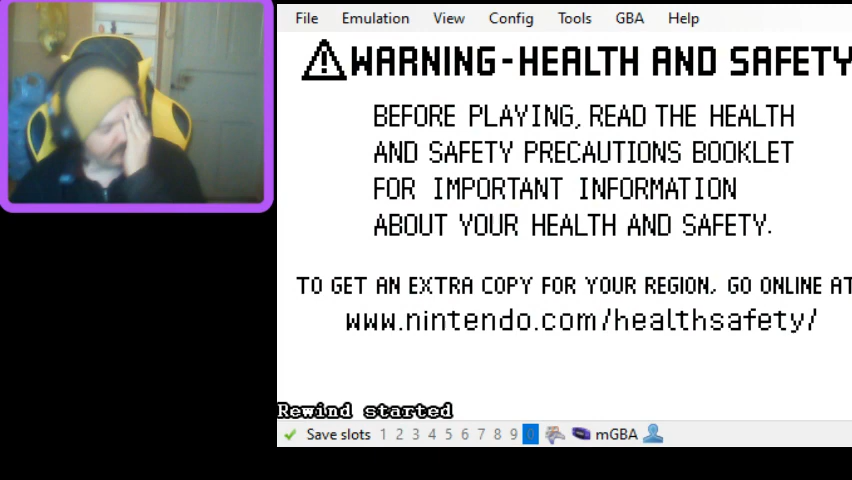 File Emulation View Config Tools GBA Help
WARNING-HEALTH AND SAFETY
BEFORE PLAYING, READ THE HEALTH
AND SAFETY PRECAUTIONS BOOKLET
FOR IMPORTANT INFORMATION
ABOUT YOUR HEALTH AND SAFETY.
TO GET AN EXTRA COPY FOR YOUR REGION, GO ONLINE AT
www.nintendo.com/healthsafety/
Rewind started
Save slots 1 2 3 4 5 6 7 8 9 0 mGBA